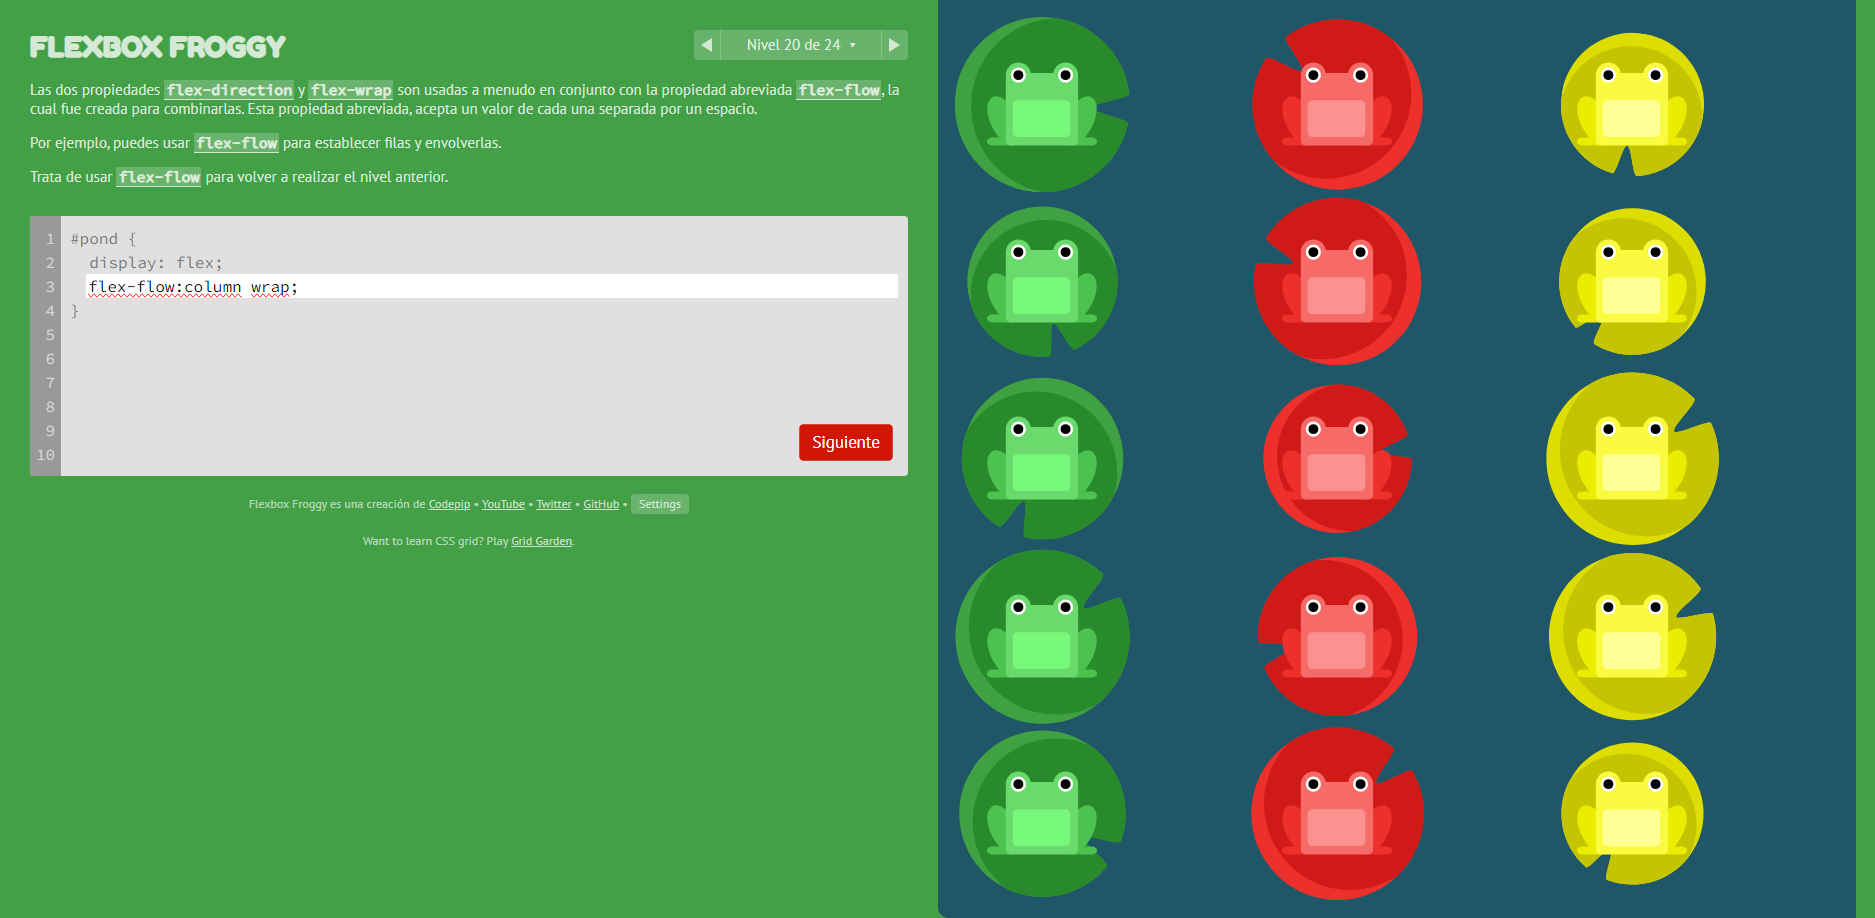 FLEXBOX FROGGY
Nivel 20 de 24
Las dos propiedades flex-direction y flex-wrap son usadas a menudo en conjunto con la propiedad abreviada flex-flow, la
cual fue creada para combinarlas. Esta propiedad abreviada, acepta un valor de cada una separada por un espacio.
Por ejemplo, puedes usar flex-flow para establecer filas y envolverlas.
Trata de usar flex-flow para volver a realizar el nivel anterior.
1 #pond {
2 display: flex;
3 flex-flow:column wrap;
4 }
5
6
7
8
9
10
Siguiente
Flexbox Froggy es una creación de Codepip • YouTube • Twitter • GitHub • Settings
Want to learn CSS grid? Play Grid Garden.